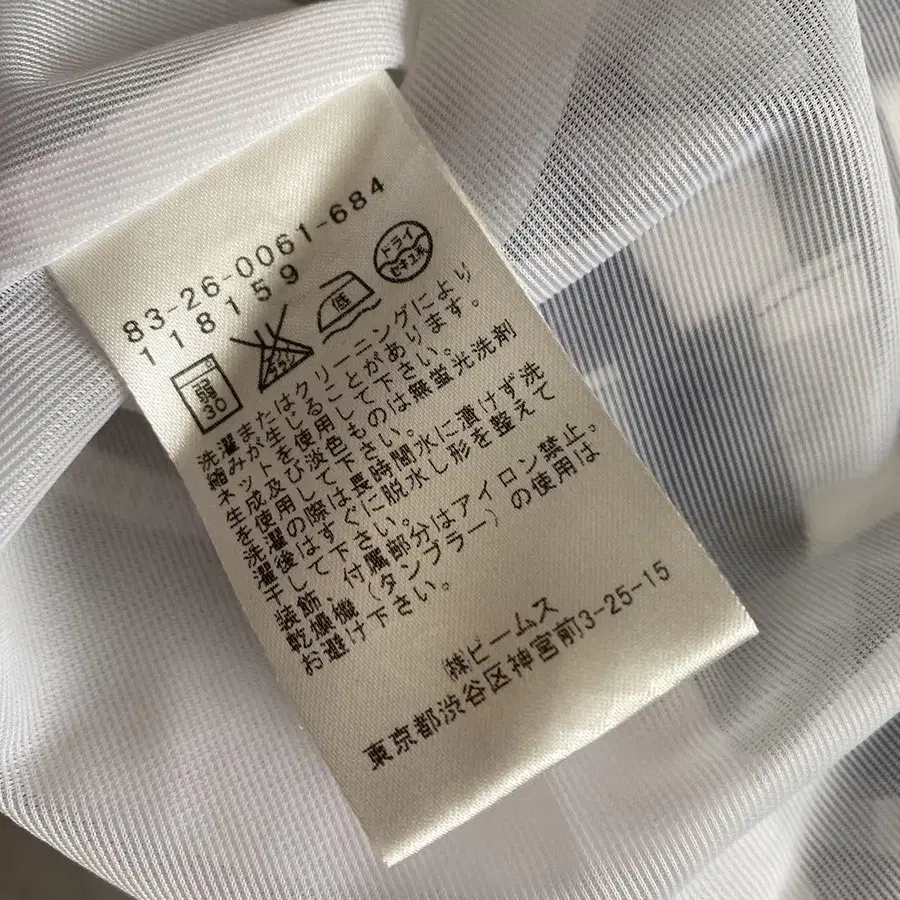 83-26-0061-684
118159
弱
30
エンソ
低
ドライ
セキユ系
洗濯またはクリーニングにより
縮みが生じることがあります。
ネットを使用して下さい。
生成及び淡色ものは無蛍光洗剤
を使用して下さい。
洗濯の際は長時間水に漬けず洗
濯後はすぐに脱水し形を整えて
干して下さい。
装飾、付属部分はアイロン禁止。
乾燥機（タンブラー）の使用は
お避け下さい。
㈱ビームス
東京都渋谷区神宮前3-25-15